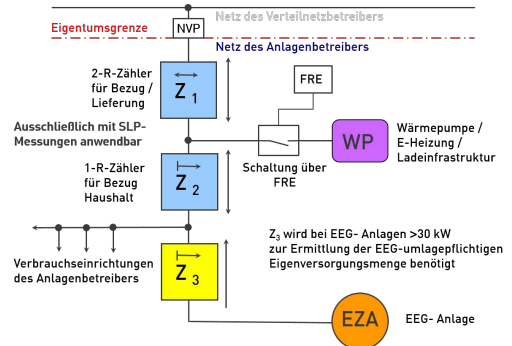 Netz des Verteilnetzbetreibers
Eigentumsgrenze
NVP
Netz des Anlagenbetreibers
2-R-Zähler
für Bezug /
Lieferung
Z 1
FRE
Ausschließlich mit SLP-
Messungen anwendbar
WP
Wärmepumpe /
E-Heizung /
Ladeinfrastruktur
Schaltung über
FRE
1-R-Zähler
für Bezug
Haushalt
Z 2
Verbrauchseinrichtungen
des Anlagenbetreibers
Z 3
Z3 wird bei EEG- Anlagen >30 kW
zur Ermittlung der EEG-umlagepflichtigen
Eigenversorgungsmenge benötigt
EZA
EEG- Anlage